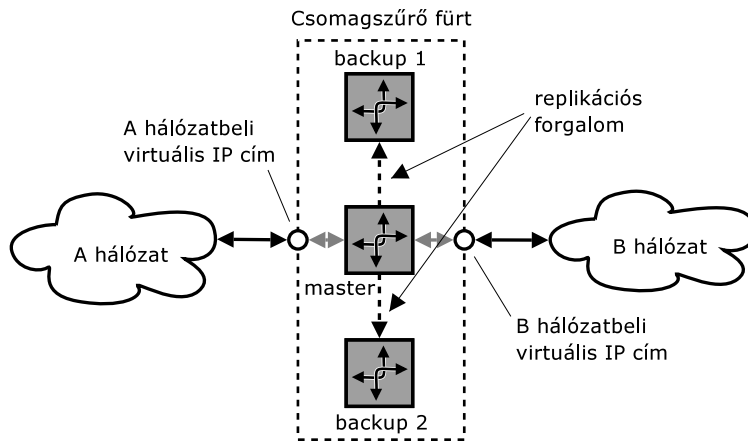 Csomagszűrő fürt
backup 1
replikációs
forgalom
A hálózatbeli
virtuális IP cím
A hálózat
B hálózat
master
B hálózatbeli
virtuális IP cím
backup 2